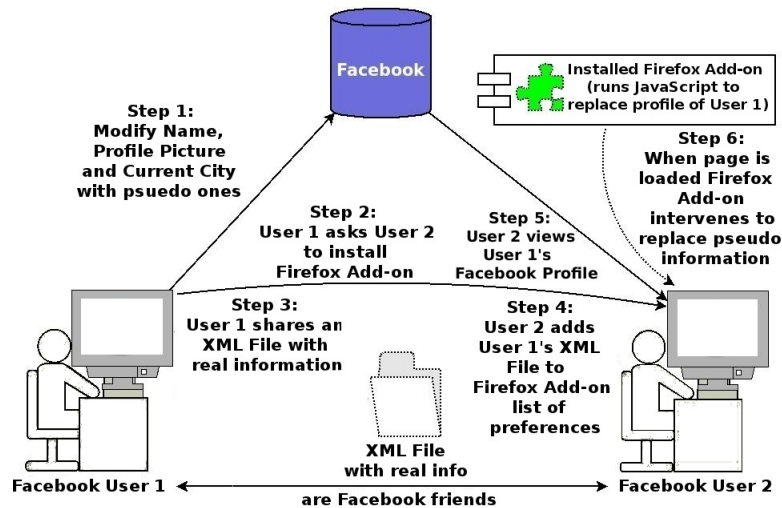 Facebook
Installed Firefox Add-on
(runs JavaScript to
replace profile of User 1)
Step 1:
Modify Name,
Profile Picture
and Current City
with psuedo ones
Step 6:
When page is
loaded Firefox
Add-on
intervenes to
replace pseudo
information
Step 2:
User 1 asks User 2
to install
Firefox Add-on
Step 5:
User 2 views
User 1's
Facebook Profile
Step 3:
User 1 shares an
XML File with
real information
Step 4:
User 2 adds
User 1's XML
File to
Firefox Add-on
list of
preferences
XML File
with real info
Facebook User 1
Facebook User 2
are Facebook friends